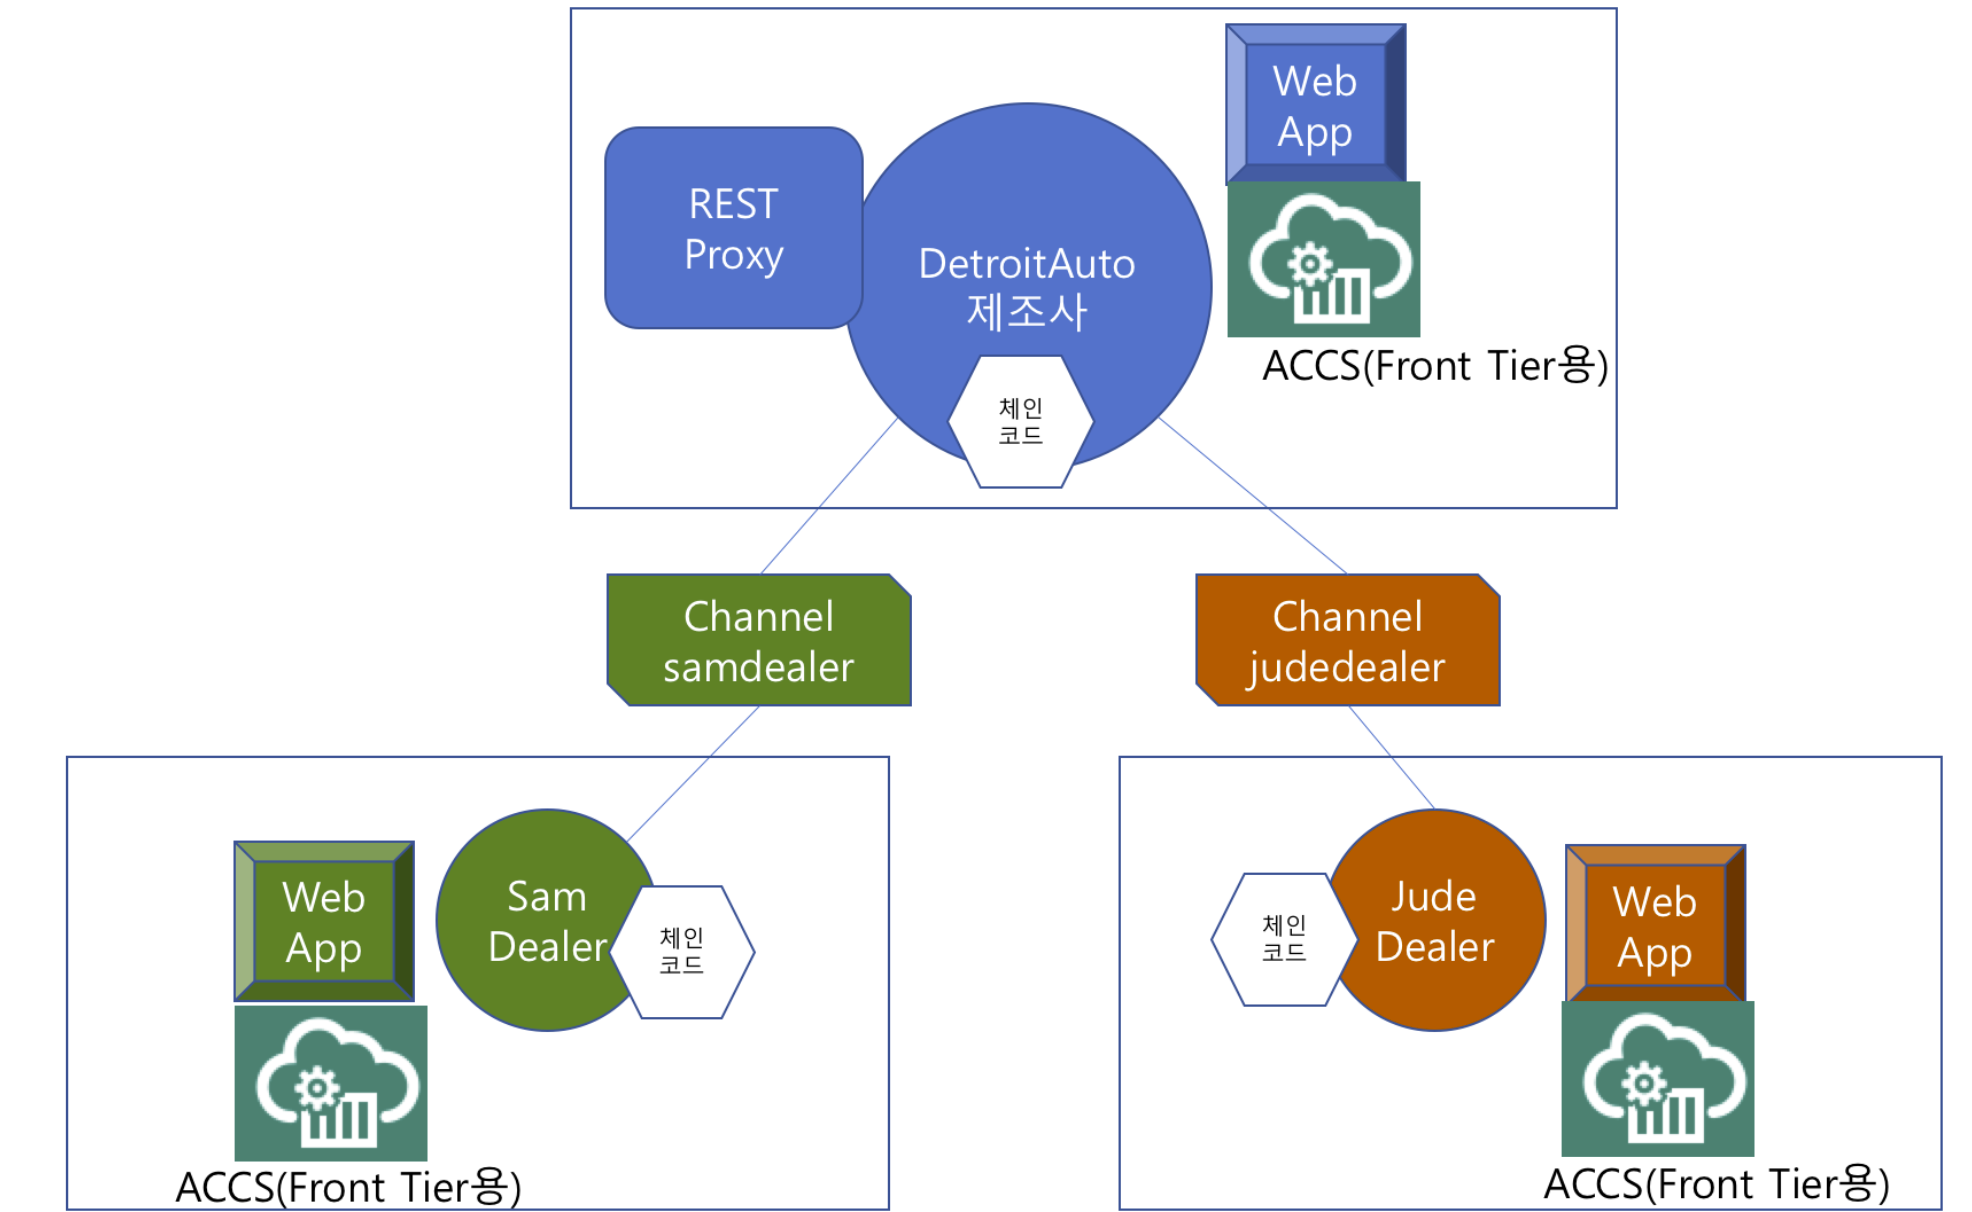 Web
App
REST
Proxy
DetroitAuto
제조사
ACCS(Front Tier용)
체인
코드
Channel
samdealer
Channel
judedealer
Web
App
Sam
Dealer
체인
코드
ACCS(Front Tier용)
체인
코드
Jude
Dealer
Web
App
ACCS(Front Tier용)